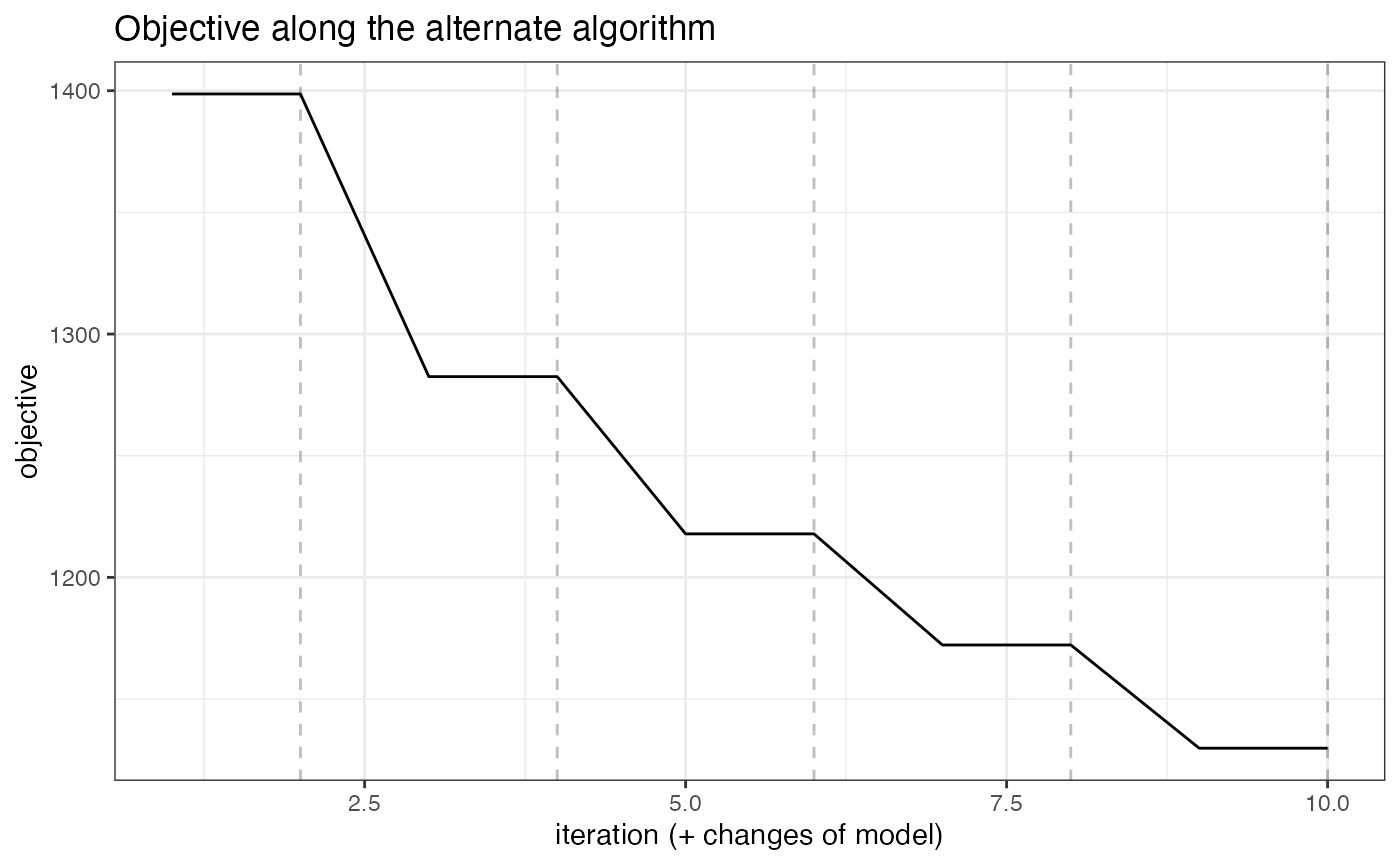 Objective along the alternate algorithm
objective
1400
1300
1200
2.5 5.0 7.5 10.0
iteration (+ changes of model)